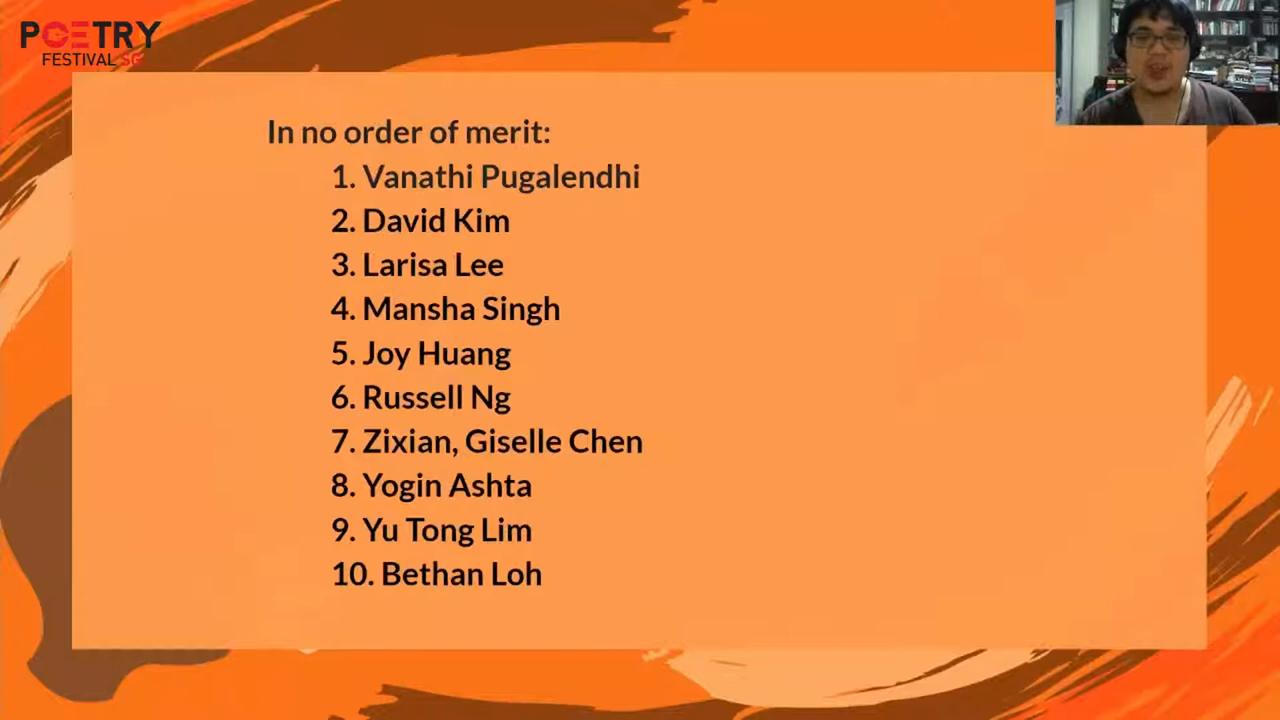 POETRY
FESTIVAL SG
In no order of merit:
1. Vanathi Pugalendhi
2. David Kim
3. Larisa Lee
4. Mansha Singh
5. Joy Huang
6. Russell Ng
7. Zixian, Giselle Chen
8. Yogin Ashta
9. Yu Tong Lim
10. Bethan Loh